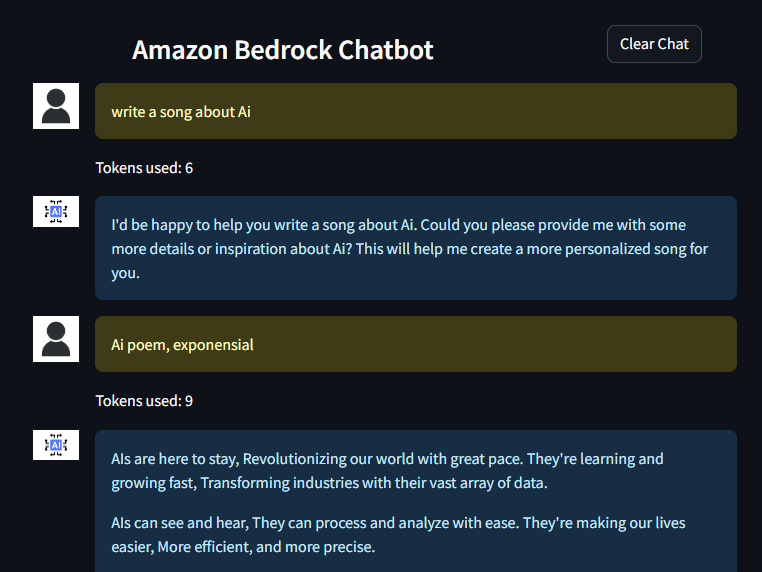 Amazon Bedrock Chatbot
Clear Chat
write a song about Ai
Tokens used: 6
AI
I'd be happy to help you write a song about Ai. Could you please provide me with some
more details or inspiration about Ai? This will help me create a more personalized song for
you.
Ai poem, exponensial
Tokens used: 9
AI
AIs are here to stay, Revolutionizing our world with great pace. They're learning and
growing fast, Transforming industries with their vast array of data.
AIs can see and hear, They can process and analyze with ease. They're making our lives
easier, More efficient, and more precise.